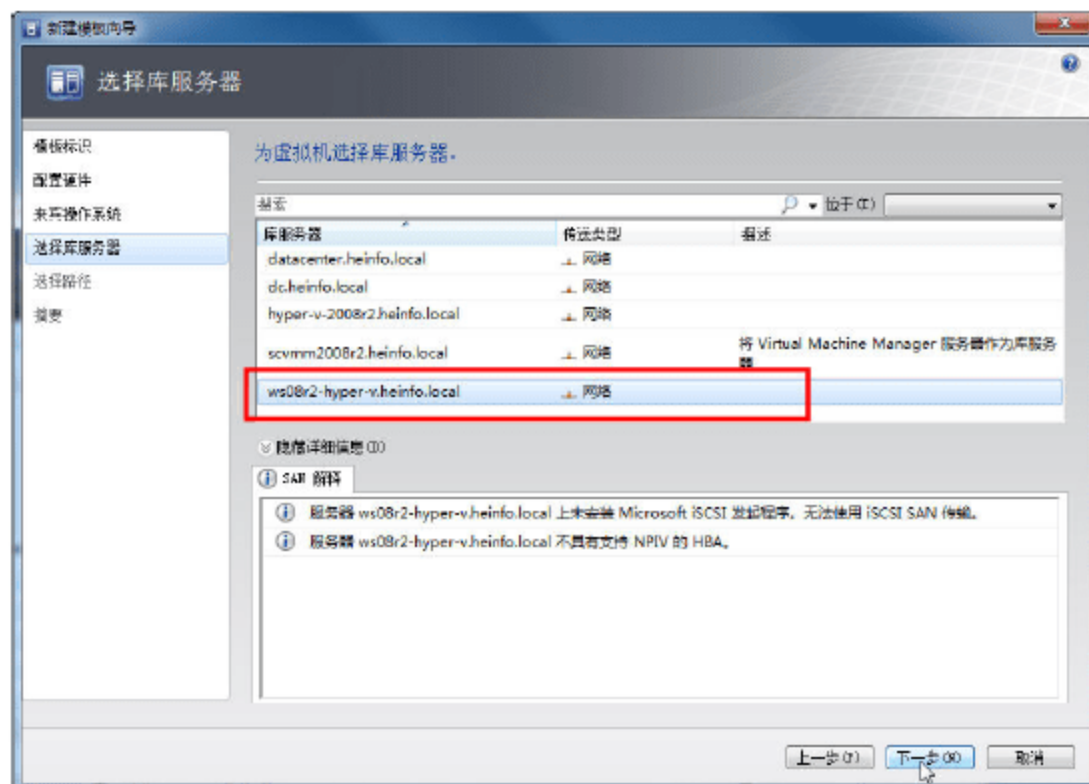 新建模板向导
选择库服务器
模板标识
配置硬件
来宾操作系统
选择库服务器
选择路径
摘要
为虚拟机选择库服务器。
搜索 位于(T)
库服务器 传送类型 描述
datacenter.heinfo.local 网络
dc.heinfo.local 网络
hyper-v-2008r2.heinfo.local 网络
scvmm2008r2.heinfo.local 网络 将 Virtual Machine Manager 服务器作为库服务
器
ws08r2-hyper-v.heinfo.local 网络
隐藏详细信息(D)
SAN 解释
服务器 ws08r2-hyper-v.heinfo.local 上未安装 Microsoft iSCSI 发起程序，无法使用 iSCSI SAN 传输。
服务器 ws08r2-hyper-v.heinfo.local 不具有支持 NPIV 的 HBA。
上一步(P) 下一步(N) 取消